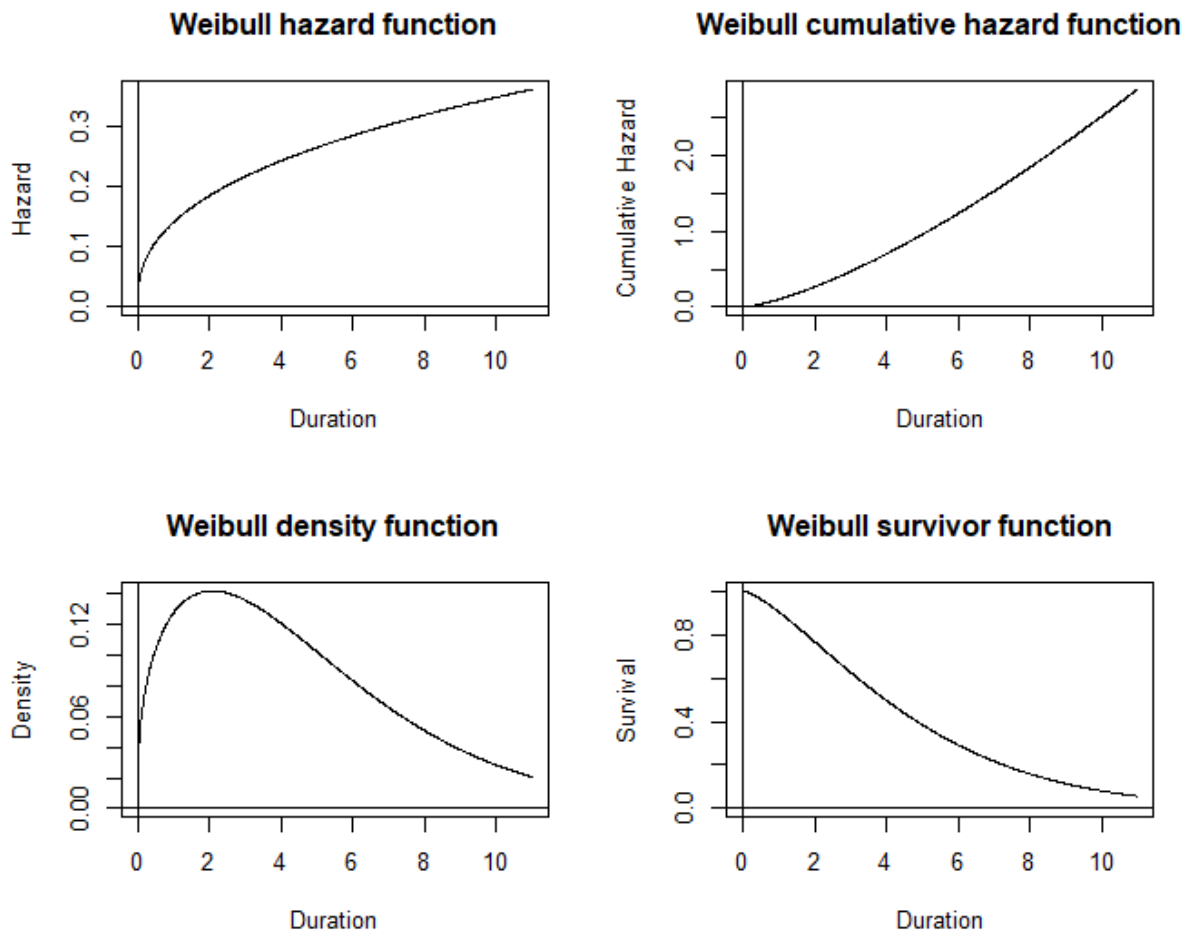 Weibull hazard function
Hazard
0.0 0.1 0.2 0.3
0 2 4 6 8 10
Duration
Weibull cumulative hazard function
Cumulative Hazard
0.0 1.0 2.0
0 2 4 6 8 10
Duration
Weibull density function
Density
0.00 0.06 0.12
0 2 4 6 8 10
Duration
Weibull survivor function
Survival
0.0 0.4 0.8
0 2 4 6 8 10
Duration